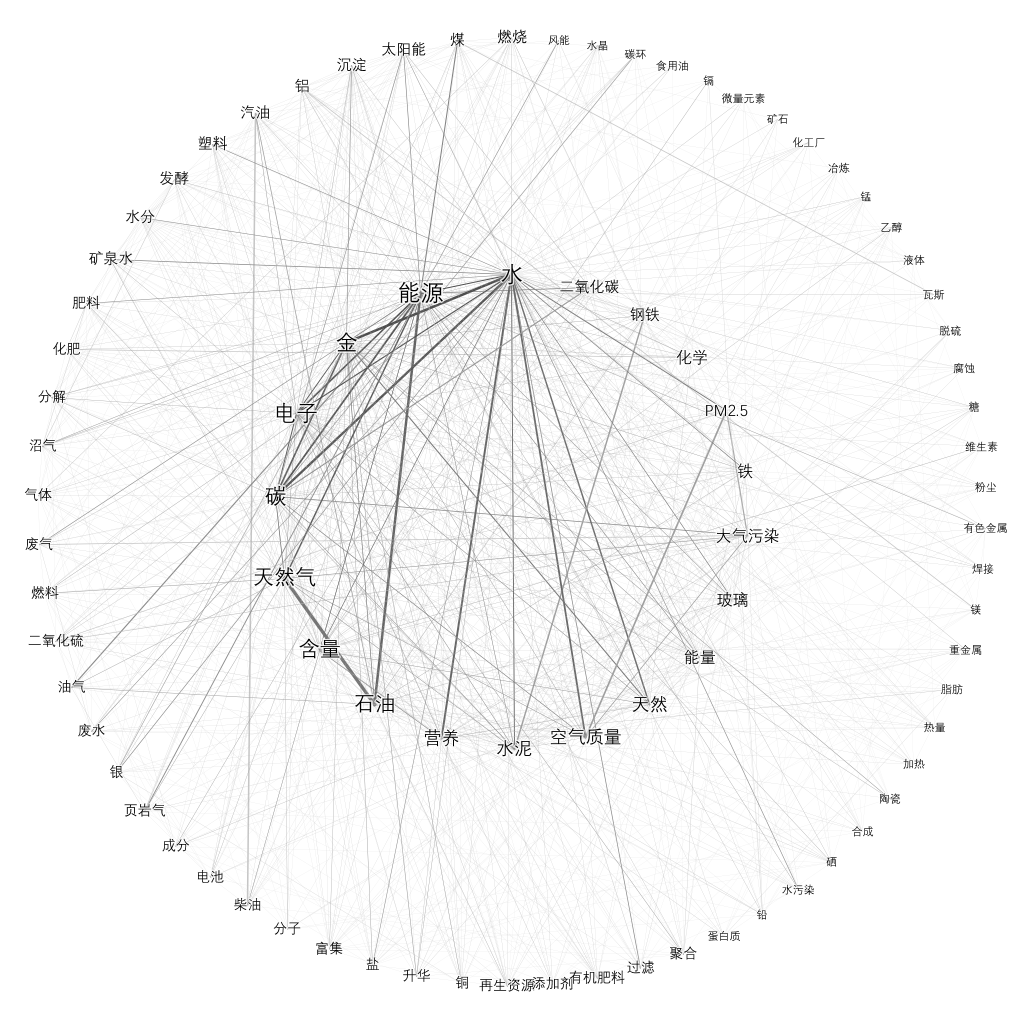 煤
燃烧
风能
水晶
碳环
食用油
镉
微量元素
矿石
化工厂
冶炼
锰
乙醇
液体
瓦斯
脱硫
腐蚀
糖
维生素
粉尘
有色金属
焊接
镁
重金属
脂肪
热量
加热
陶瓷
合成
硒
水污染
铅
蛋白质
聚合
过滤
有机肥料
添加剂
再生资源
铜
升华
盐
富集
分子
柴油
电池
成分
页岩气
银
废水
油气
二氧化硫
燃料
废气
气体
沼气
分解
化肥
肥料
矿泉水
水分
发酵
塑料
汽油
铝
沉淀
太阳能
水
二氧化碳
钢铁
化学
PM2.5
铁
大气污染
玻璃
能量
天然
空气质量
水泥
营养
石油
含量
天然气
碳
电子
金
能源